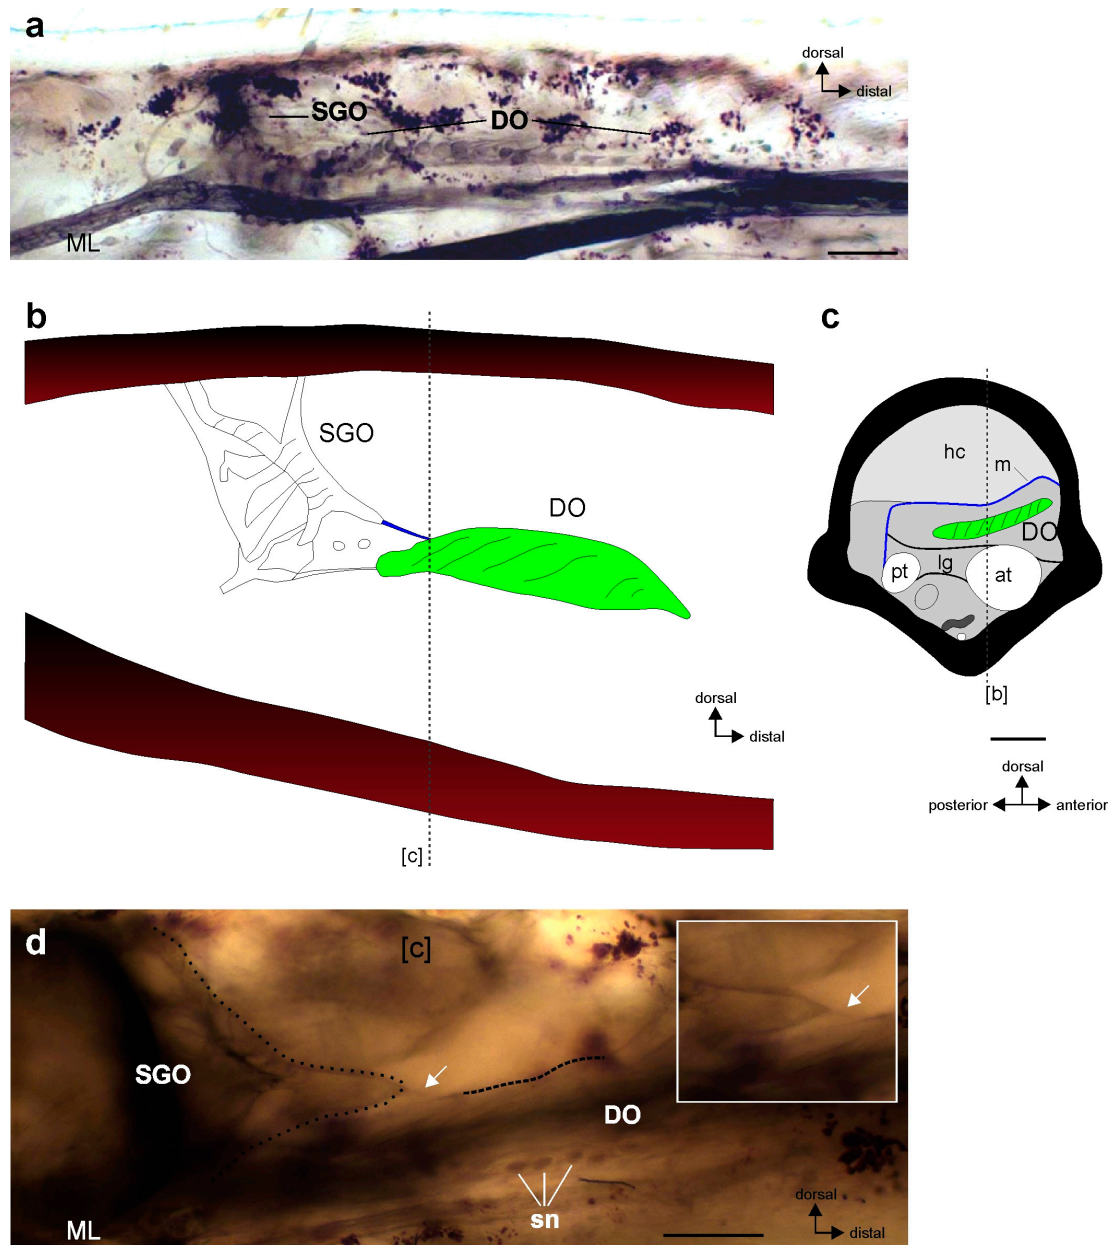 a
dorsal
distal
SGO
DO
ML
b
c
SGO
DO
hc
m
DO
pt
lg
at
[b]
dorsal
distal
dorsal
posterior
anterior
[c]
d
[c]
SGO
DO
sn
ML
dorsal
distal